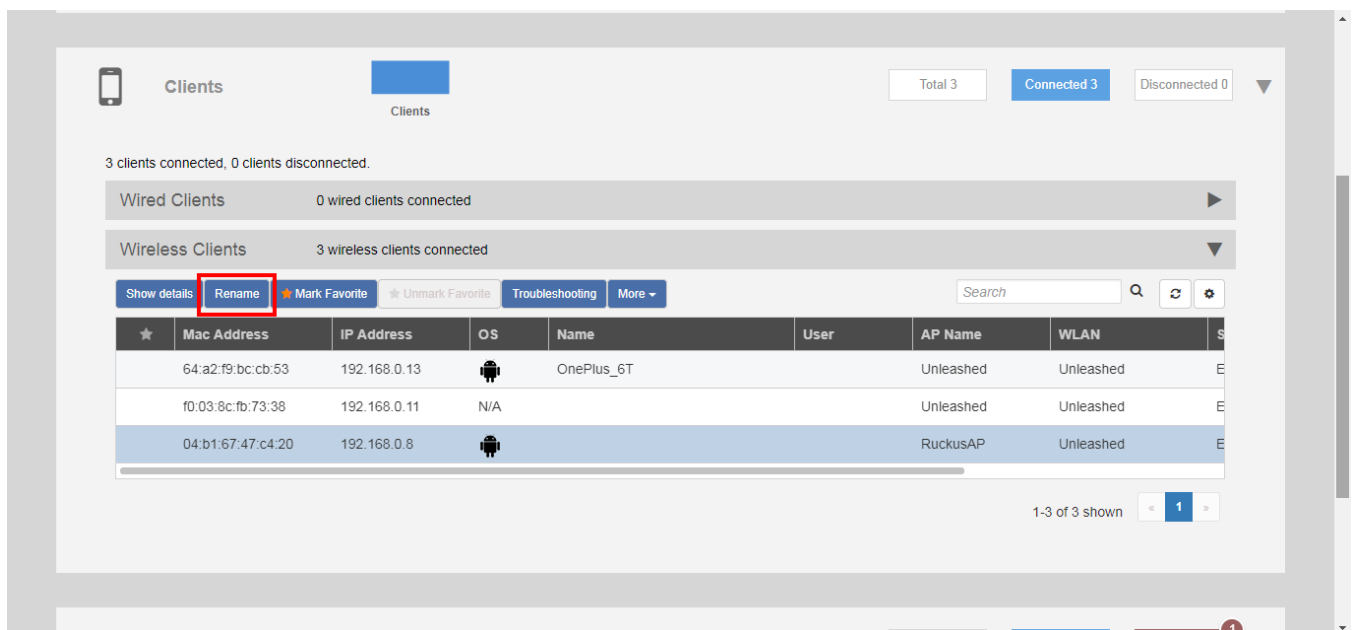 Clients
Clients
Total 3
Connected 3
Disconnected 0
3 clients connected, 0 clients disconnected.
Wired Clients 0 wired clients connected
Wireless Clients 3 wireless clients connected
Show details Rename Mark Favorite Unmark Favorite Troubleshooting More Search
Mac Address IP Address OS Name User AP Name WLAN S
64:a2:f9:bc:cb:53 192.168.0.13 OnePlus_6T Unleashed Unleashed E
f0:03:8c:fb:73:38 192.168.0.11 N/A Unleashed Unleashed E
04:b1:67:47:c4:20 192.168.0.8 RuckusAP Unleashed E
1-3 of 3 shown « 1 »
1